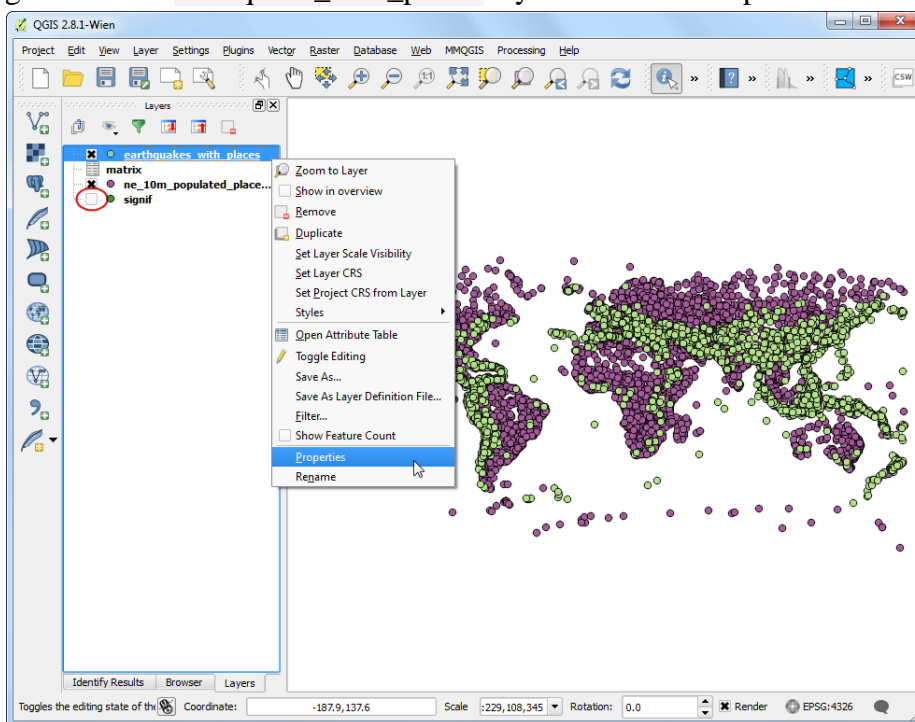 QGIS 2.8.1-Wien
Project Edit View Layer Settings Plugins Vector Raster Database Web MMQGIS Processing Help
CSW
Layers
earthquakes_with_places
matrix
ne_10m_populated_place...
signif
Zoom to Layer
Show in overview
Remove
Duplicate
Set Layer Scale Visibility
Set Layer CRS
Set Project CRS from Layer
Styles
Open Attribute Table
Toggle Editing
Save As...
Save As Layer Definition File...
Filter...
Show Feature Count
Properties
Rename
Identify Results Browser Layers
Toggles the editing state of the Coordinate: -187.9,137.6 Scale :229,108,345 Rotation: 0.0 Render EPSG:4326